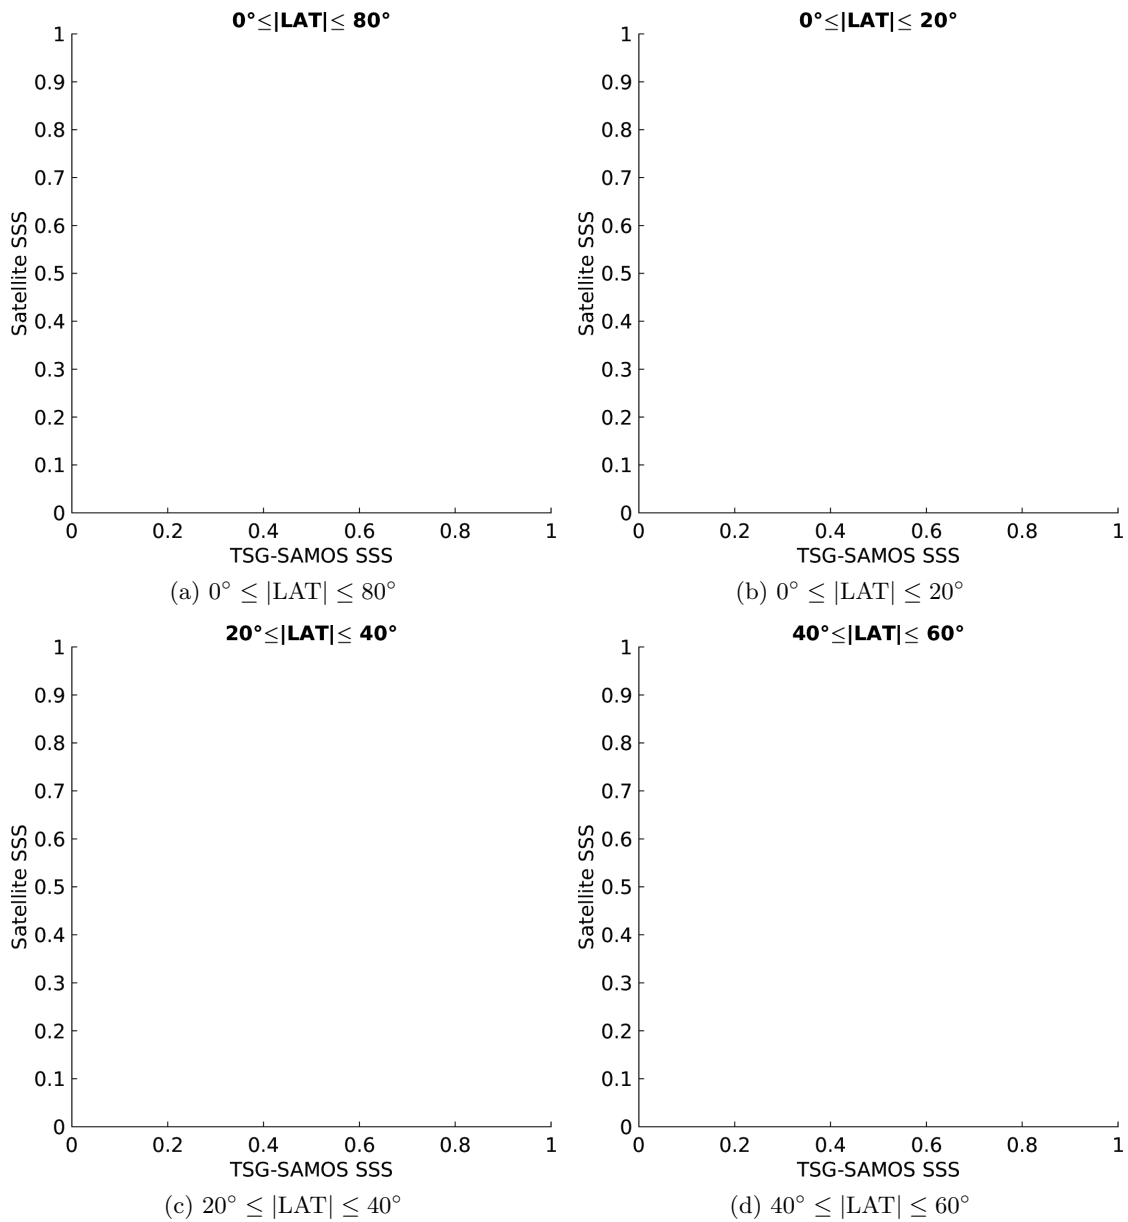 0°≤|LAT|≤ 80°
1
0.9
0.8
0.7
0.6
0.5
0.4
0.3
0.2
0.1
0
Satellite SSS
0 0.2 0.4 0.6 0.8 1
TSG-SAMOS SSS
(a) 0° ≤ |LAT| ≤ 80°
0°≤|LAT|≤ 20°
1
0.9
0.8
0.7
0.6
0.5
0.4
0.3
0.2
0.1
0
Satellite SSS
0 0.2 0.4 0.6 0.8 1
TSG-SAMOS SSS
(b) 0° ≤ |LAT| ≤ 20°
20°≤|LAT|≤ 40°
1
0.9
0.8
0.7
0.6
0.5
0.4
0.3
0.2
0.1
0
Satellite SSS
0 0.2 0.4 0.6 0.8 1
TSG-SAMOS SSS
(c) 20° ≤ |LAT| ≤ 40°
40°≤|LAT|≤ 60°
1
0.9
0.8
0.7
0.6
0.5
0.4
0.3
0.2
0.1
0
Satellite SSS
0 0.2 0.4 0.6 0.8 1
TSG-SAMOS SSS
(d) 40° ≤ |LAT| ≤ 60°